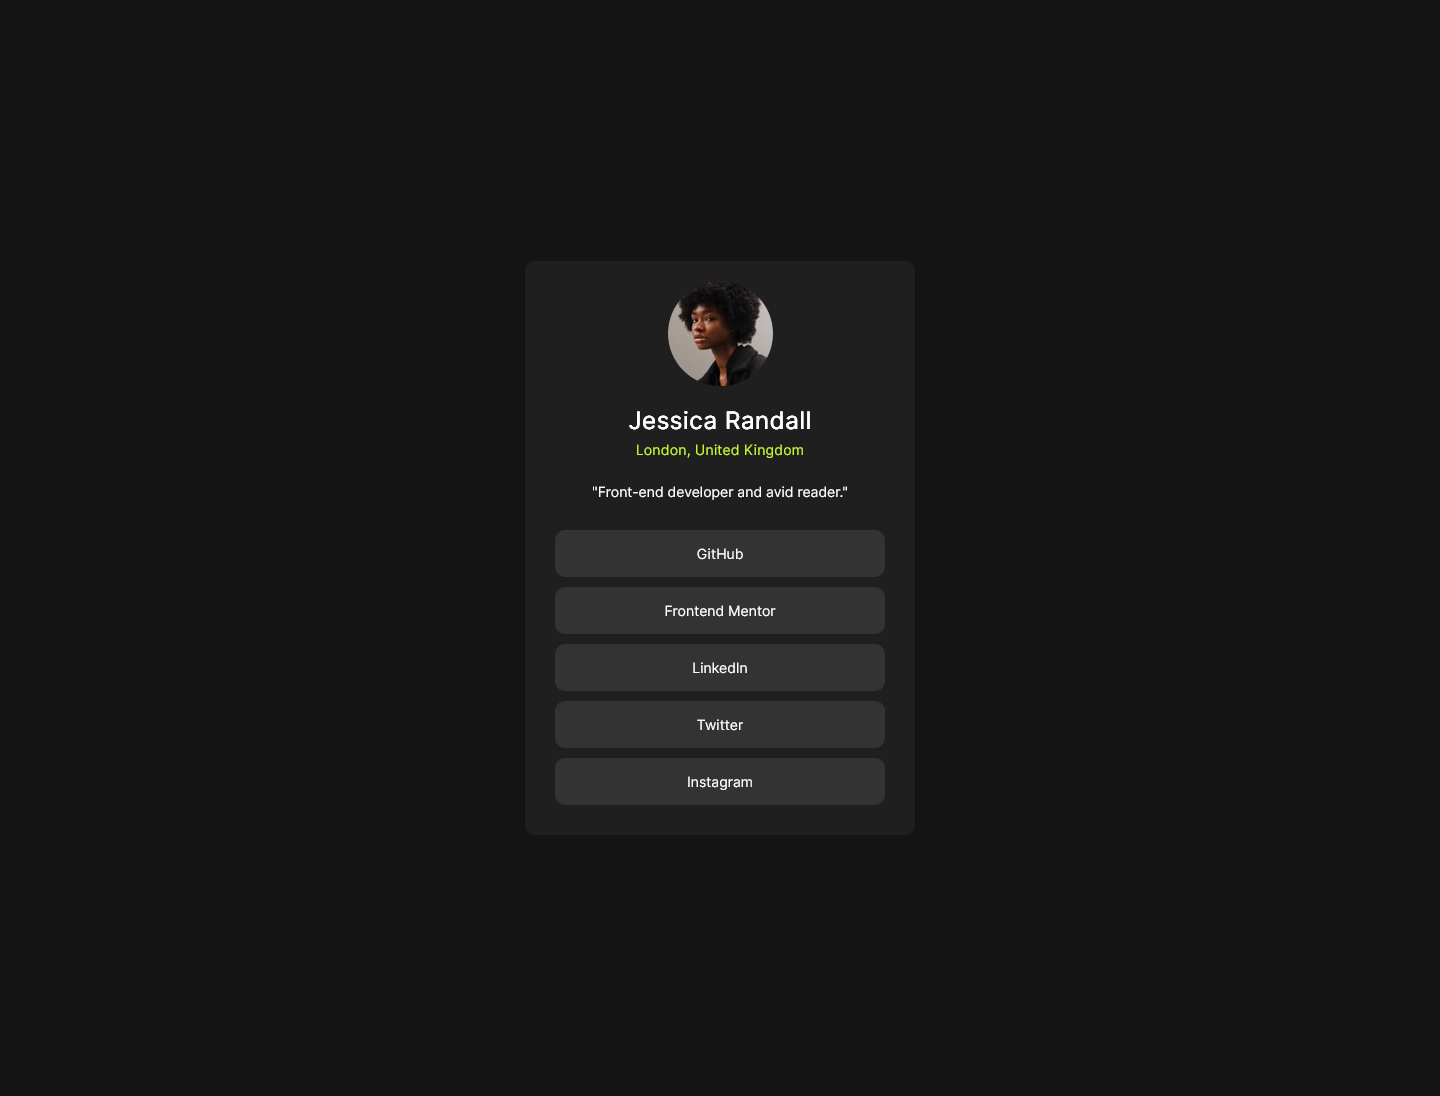 Jessica Randall
London, United Kingdom
"Front-end developer and avid reader."
GitHub
Frontend Mentor
LinkedIn
Twitter
Instagram